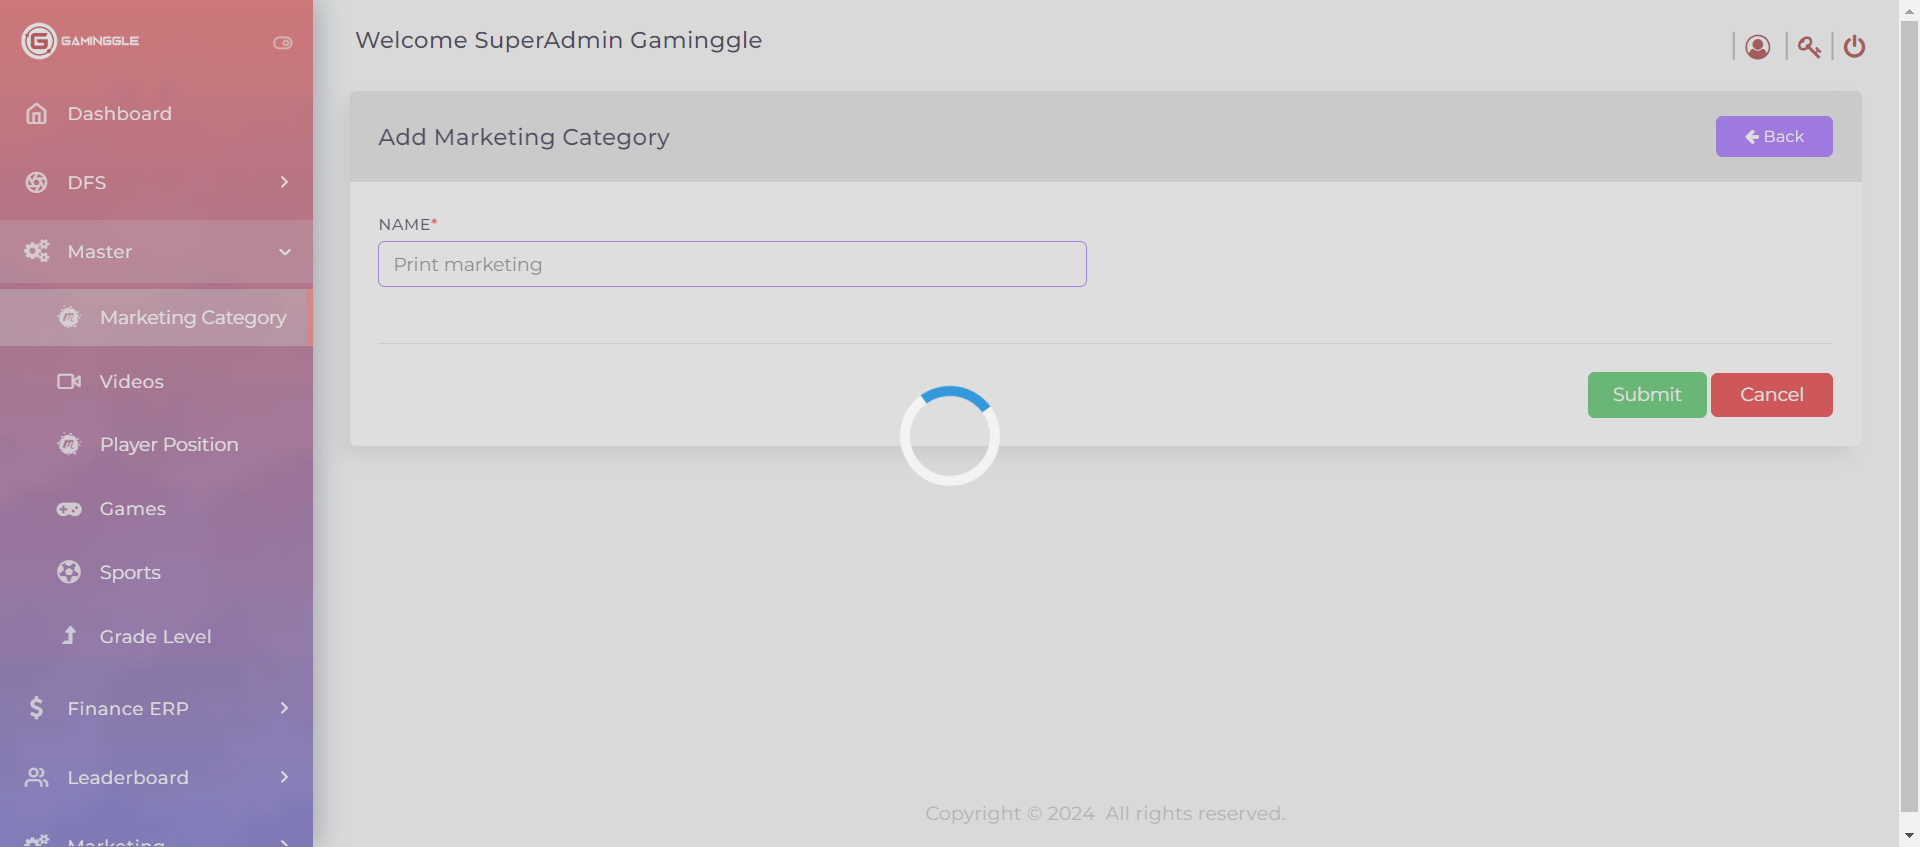 GAMINGGLE
Dashboard
DFS
Master
Marketing Category
Videos
Player Position
Games
Sports
Grade Level
Finance ERP
Leaderboard
Marketing
Welcome SuperAdmin Gaminggle
Add Marketing Category
Back
NAME*
Print marketing
Submit
Cancel
Copyright © 2024 All rights reserved.